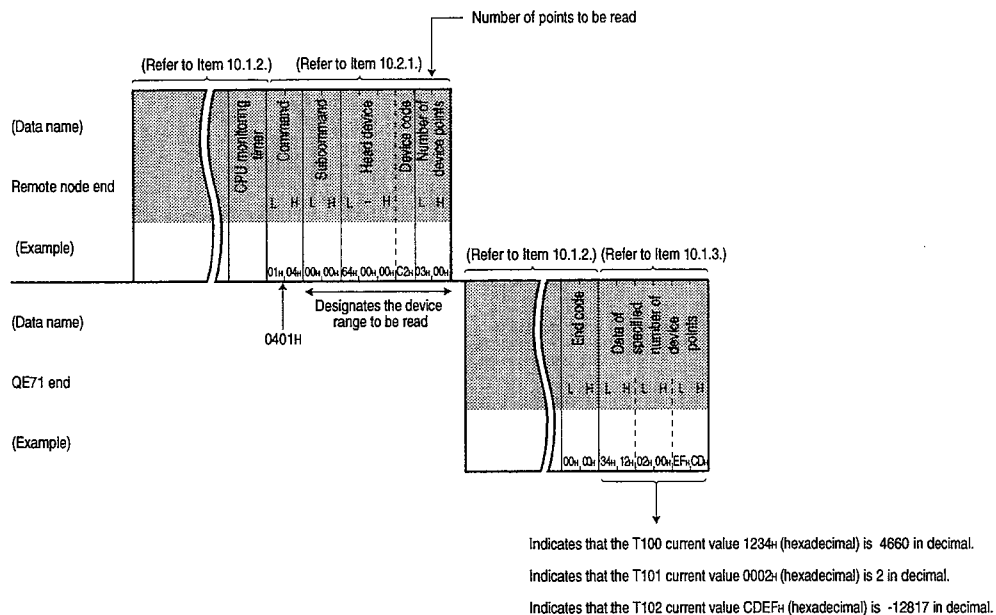 Number of points to be read
(Refer to Item 10.1.2.) (Refer to Item 10.2.1.)
(Data name)
CPU monitoring
timer
Command
Subcommand
Head device
Device code
Number of
device points
Remote node end
L H L H L - H L H
(Example)
01H 04H 00H 00H 64H 00H 00H C2H 03H 00H
(Refer to Item 10.1.2.) (Refer to Item 10.1.3.)
Designates the device
range to be read
0401H
(Data name)
End code
Data of
specified
number of
device
points
QE71 end
L H L H L H L H
(Example)
00H 00H 34H 12H 02H 00H EFH CDH
Indicates that the T100 current value 1234H (hexadecimal) is 4660 in decimal.
Indicates that the T101 current value 0002H (hexadecimal) is 2 in decimal.
Indicates that the T102 current value CDEFH (hexadecimal) is -12817 in decimal.